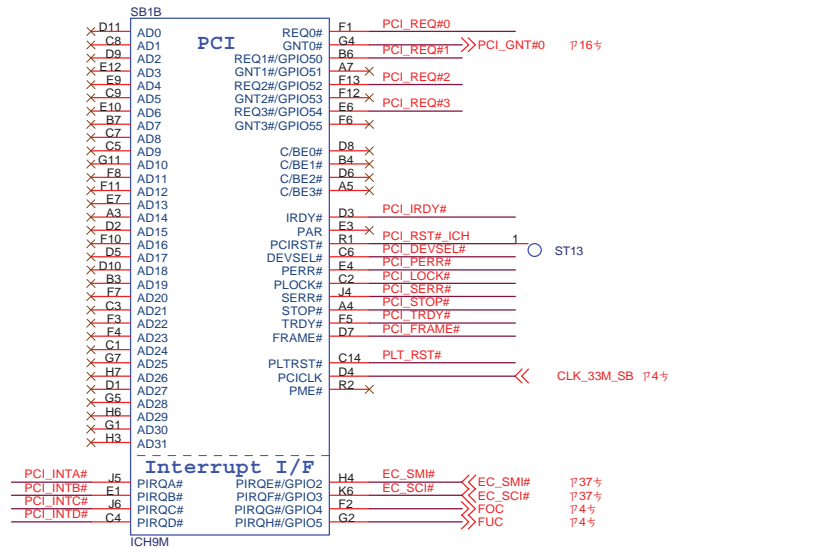 SB1B
PCI
D11 AD0 REQ0# F1 PCI_REQ#0
C8 AD1 GNT0# G4 PCI_GNT#0 ㄗ16ㄘ
D9 AD2 REQ1#/GPIO50 B6 PCI_REQ#1
E12 AD3 GNT1#/GPIO51 A7
E9 AD4 REQ2#/GPIO52 F13 PCI_REQ#2
C9 AD5 GNT2#/GPIO53 F12
E10 AD6 REQ3#/GPIO54 E6 PCI_REQ#3
B7 AD7 GNT3#/GPIO55 F6
C7 AD8
C5 AD9 C/BE0# D8
G11 AD10 C/BE1# B4
F8 AD11 C/BE2# D6
F11 AD12 C/BE3# A5
E7 AD13
A3 AD14 IRDY# D3 PCI_IRDY#
D2 AD15 PAR E3
F10 AD16 PCIRST# R1 PCI_RST#_ICH 1 ST13
D5 AD17 DEVSEL# C6 PCI_DEVSEL#
D10 AD18 PERR# E4 PCI_PERR#
B3 AD19 PLOCK# C2 PCI_LOCK#
F7 AD20 SERR# J4 PCI_SERR#
C3 AD21 STOP# A4 PCI_STOP#
F3 AD22 TRDY# F5 PCI_TRDY#
F4 AD23 FRAME# D7 PCI_FRAME#
C1 AD24
G7 AD25 PLTRST# C14 PLT_RST#
H7 AD26 PCICLK D4 CLK_33M_SB ㄗ4ㄘ
D1 AD27 PME# R2
G5 AD28
H6 AD29
G1 AD30
H3 AD31
Interrupt I/F
PCI_INTA# J5 PIRQA# PIRQE#/GPIO2 H4 EC_SMI# EC_SMI# ㄗ37ㄘ
PCI_INTB# E1 PIRQB# PIRQF#/GPIO3 K6 EC_SCI# EC_SCI# ㄗ37ㄘ
PCI_INTC# J6 PIRQC# PIRQG#/GPIO4 F2 FOC ㄗ4ㄘ
PCI_INTD# C4 PIRQD# PIRQH#/GPIO5 G2 FUC ㄗ4ㄘ
ICH9M